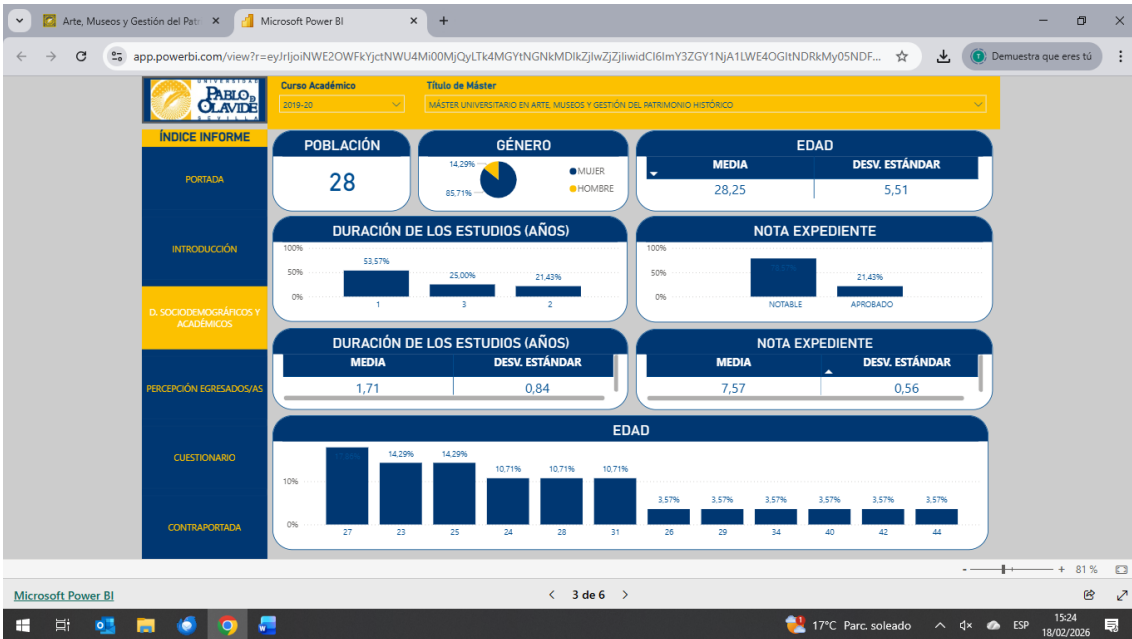 Arte, Museos y Gestión del Patr
Microsoft Power BI
app.powerbi.com/view?r=
Demuestra que eres tú
UNIVERSIDAD
PABLO DE
OLAVIDE
SEVILLA
Curso Académico
2019-20
Título de Máster
MÁSTER UNIVERSITARIO EN ARTE, MUSEOS Y GESTIÓN DEL PATRIMONIO HISTÓRICO
ÍNDICE INFORME
PORTADA
INTRODUCCIÓN
D. SOCIODEMOGRÁFICOS Y
ACADÉMICOS
PERCEPCIÓN EGRESADOS/AS
CUESTIONARIO
CONTRAPORTADA
POBLACIÓN
28
GÉNERO
14,29%
85,71%
MUJER
HOMBRE
EDAD
MEDIA DESV. ESTÁNDAR
28,25 5,51
DURACIÓN DE LOS ESTUDIOS (AÑOS)
100%
50%
0%
53,57% 25,00% 21,43%
1 3 2
NOTA EXPEDIENTE
100%
50%
0%
78,57% 21,43%
NOTABLE APROBADO
DURACIÓN DE LOS ESTUDIOS (AÑOS)
MEDIA DESV. ESTÁNDAR
1,71 0,84
NOTA EXPEDIENTE
MEDIA DESV. ESTÁNDAR
7,57 0,56
EDAD
10%
0%
14,29% 14,29% 10,71% 10,71% 10,71% 3,57% 3,57% 3,57% 3,57% 3,57% 3,57%
27 23 25 24 28 31 26 29 34 40 42 44
81 %
Microsoft Power BI
3 de 6
17°C Parc. soleado
ESP
15:24
18/02/2026